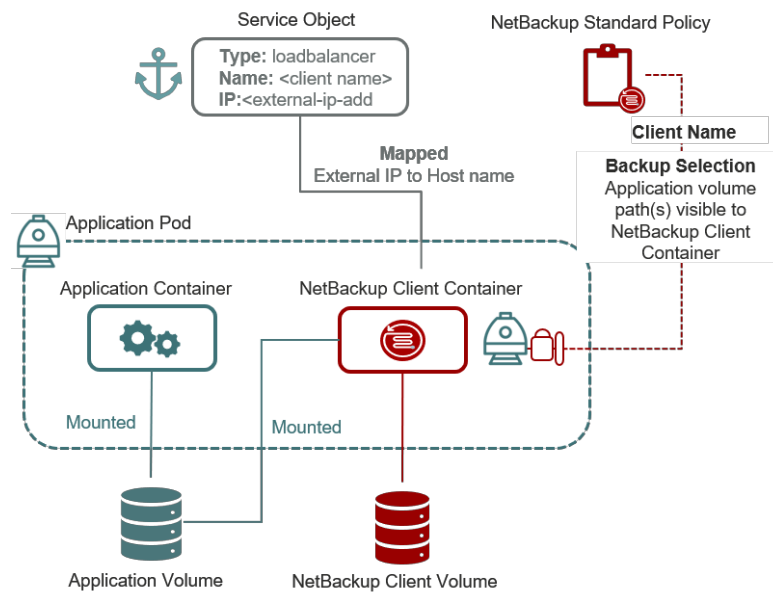 Service Object
NetBackup Standard Policy
Type: loadbalancer
Name: <client name>
IP:<external-ip-add
Client Name
Mapped
External IP to Host name
Backup Selection
Application volume
path(s) visible to
NetBackup Client
Container
Application Pod
Application Container
NetBackup Client Container
Mounted
Mounted
Application Volume
NetBackup Client Volume